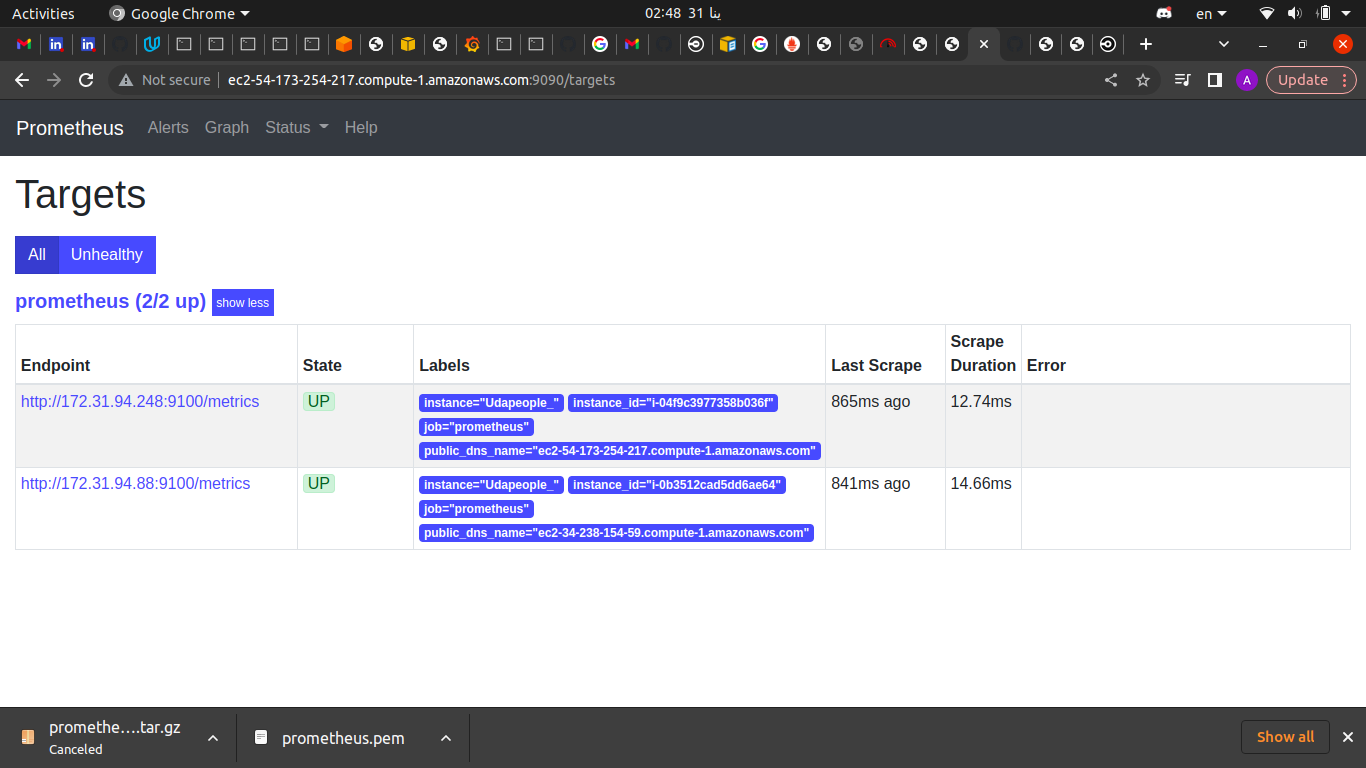 Activities
Google Chrome
02:48 31 ينا
en
Not secure
ec2-54-173-254-217.compute-1.amazonaws.com:9090/targets
A
Update
Prometheus
Alerts
Graph
Status
Help
Targets
All
Unhealthy
prometheus (2/2 up)
show less
Endpoint
State
Labels
Last Scrape
Scrape Duration
Error
http://172.31.94.248:9100/metrics
UP
instance="Udapeople_"
instance_id="i-04f9c3977358b036f"
job="prometheus"
public_dns_name="ec2-54-173-254-217.compute-1.amazonaws.com"
865ms ago
12.74ms
http://172.31.94.88:9100/metrics
UP
instance="Udapeople_"
instance_id="i-0b3512cad5dd6ae64"
job="prometheus"
public_dns_name="ec2-34-238-154-59.compute-1.amazonaws.com"
841ms ago
14.66ms
promethe….tar.gz
Canceled
prometheus.pem
Show all